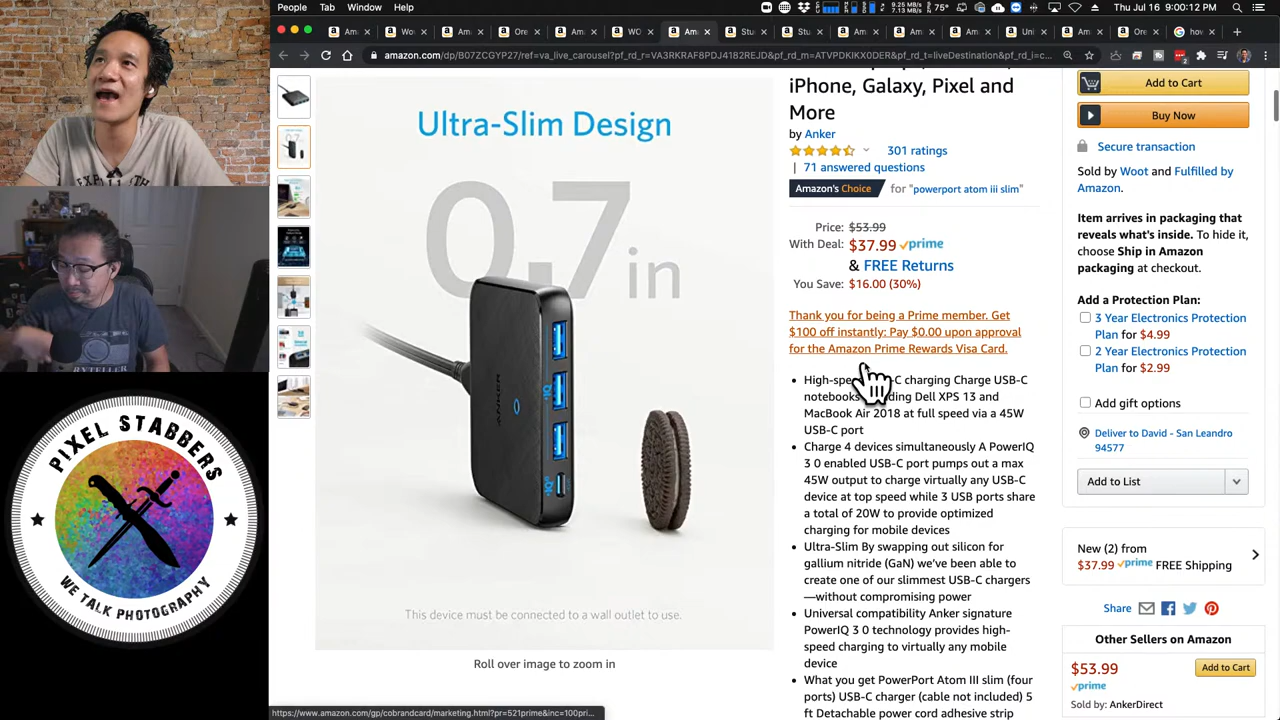 People Tab Window Help
Thu Jul 16 5:00:12 PM
amazon.com/dp/B07ZCGYP27/ref=va_live_carousel?pf_rd_r=VA3RKRAF8PDJ4182REJD&pf_rd_m=ATVPDKIKX0DER&pf_rd_p=liveDestination&pf_rd_i=c...
iPhone, Galaxy, Pixel and
More
by Anker
301 ratings
| 71 answered questions
Amazon's Choice for "powerport atom iii slim"
Price: $53.99
With Deal: $37.99 prime
& FREE Returns
You Save: $16.00 (30%)
Thank you for being a Prime member. Get
$100 off instantly: Pay $0.00 upon approval
for the Amazon Prime Rewards Visa Card.
C charging Charge USB-C
Dell XPS 13 and
MacBook Air 2018 at full speed via a 45W
USB-C port
Charge 4 devices simultaneously A PowerIQ
3 0 enabled USB-C port pumps out a max
45W output to charge virtually any USB-C
device at top speed while 3 USB ports share
a total of 20W to provide optimized
charging for mobile devices
Ultra-Slim By swapping out silicon for
gallium nitride (GaN) we've been able to
create one of our slimmest USB-C chargers
—without compromising power
Universal compatibility Anker signature
PowerIQ 3 0 technology provides high-
speed charging to virtually any mobile
device
What you get PowerPort Atom III slim (four
ports) USB-C charger (cable not included) 5
ft Detachable power cord adhesive strip
Ultra-Slim Design
0.7in
ANKER
This device must be connected to a wall outlet to use.
Roll over image to zoom in
Add to Cart
Buy Now
Secure transaction
Sold by Woot and Fulfilled by
Amazon.
Item arrives in packaging that
reveals what's inside. To hide it,
choose Ship in Amazon
packaging at checkout.
Add a Protection Plan:
3 Year Electronics Protection
Plan for $4.99
2 Year Electronics Protection
Plan for $2.99
Add gift options
Deliver to David - San Leandro
94577
Add to List
New (2) from
$37.99 prime FREE Shipping
Share
Other Sellers on Amazon
$53.99
Add to Cart
prime
Sold by: AnkerDirect
https://www.amazon.com/gp/cobrandcard/marketing.html?pr=521prime&inc=100pri...
PIXEL STABBERS
WE TALK PHOTOGRAPHY